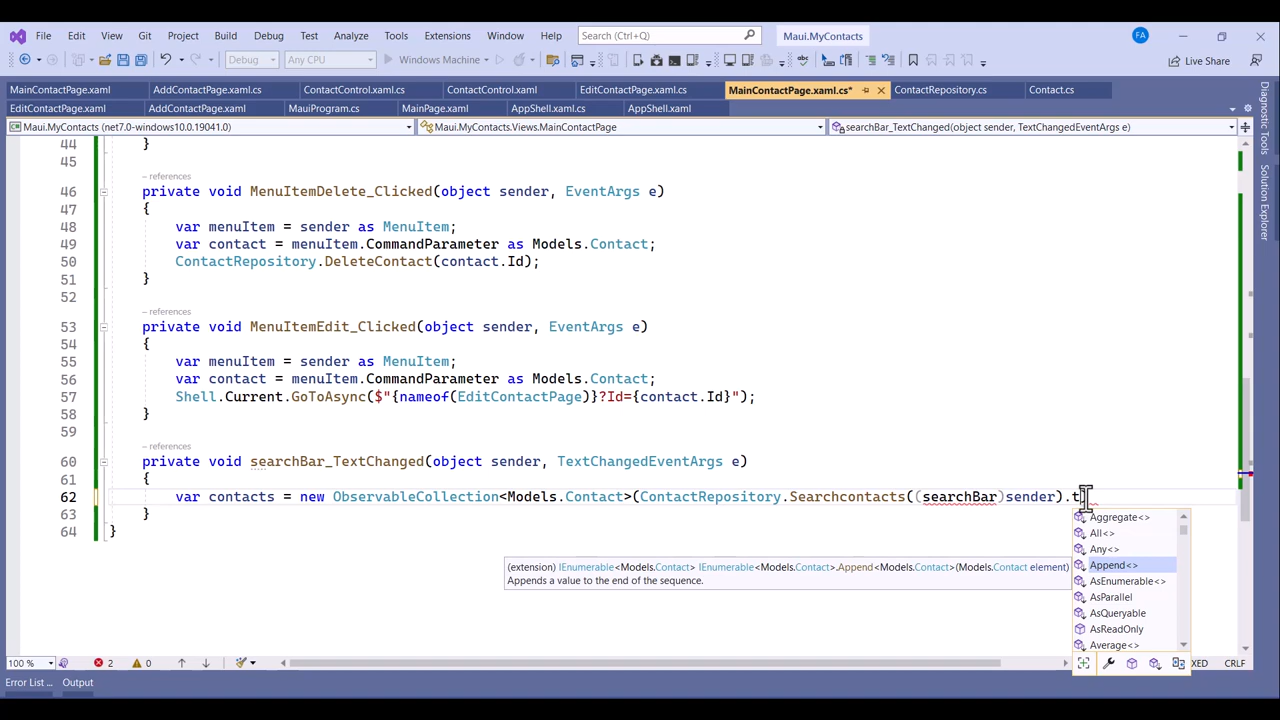 File Edit View Git Project Build Debug Test Analyze Tools Extensions Window Help Search (Ctrl+Q) Maui.MyContacts FA
Debug Any CPU Windows Machine Live Share
MainContactPage.xaml AddContactPage.xaml.cs ContactControl.xaml.cs ContactControl.xaml EditContactPage.xaml.cs MainContactPage.xaml.cs* ContactRepository.cs Contact.cs
EditContactPage.xaml AddContactPage.xaml MauiProgram.cs MainPage.xaml AppShell.xaml.cs AppShell.xaml
Maui.MyContacts (net7.0-windows10.0.19041.0) Maui.MyContacts.Views.MainContactPage searchBar_TextChanged(object sender, TextChangedEventArgs e)
Diagnostic Tools
Solution Explorer
44 }
45
– references
46 private void MenuItemDelete_Clicked(object sender, EventArgs e)
47 {
48 var menuItem = sender as MenuItem;
49 var contact = menuItem.CommandParameter as Models.Contact;
50 ContactRepository.DeleteContact(contact.Id);
51 }
52
– references
53 private void MenuItemEdit_Clicked(object sender, EventArgs e)
54 {
55 var menuItem = sender as MenuItem;
56 var contact = menuItem.CommandParameter as Models.Contact;
57 Shell.Current.GoToAsync($"{nameof(EditContactPage)}?Id={contact.Id}");
58 }
59
– references
60 private void searchBar_TextChanged(object sender, TextChangedEventArgs e)
61 {
62 var contacts = new ObservableCollection<Models.Contact>(ContactRepository.Searchcontacts((searchBar)sender).t
63 }
64 }
Aggregate<>
All<>
Any<>
Append<>
AsEnumerable<>
AsParallel
AsQueryable
AsReadOnly
Average<>
(extension) IEnumerable<Models.Contact> IEnumerable<Models.Contact>.Append<Models.Contact>(Models.Contact element)
Appends a value to the end of the sequence.
100 % 2 0 XED CRLF
Error List ... Output